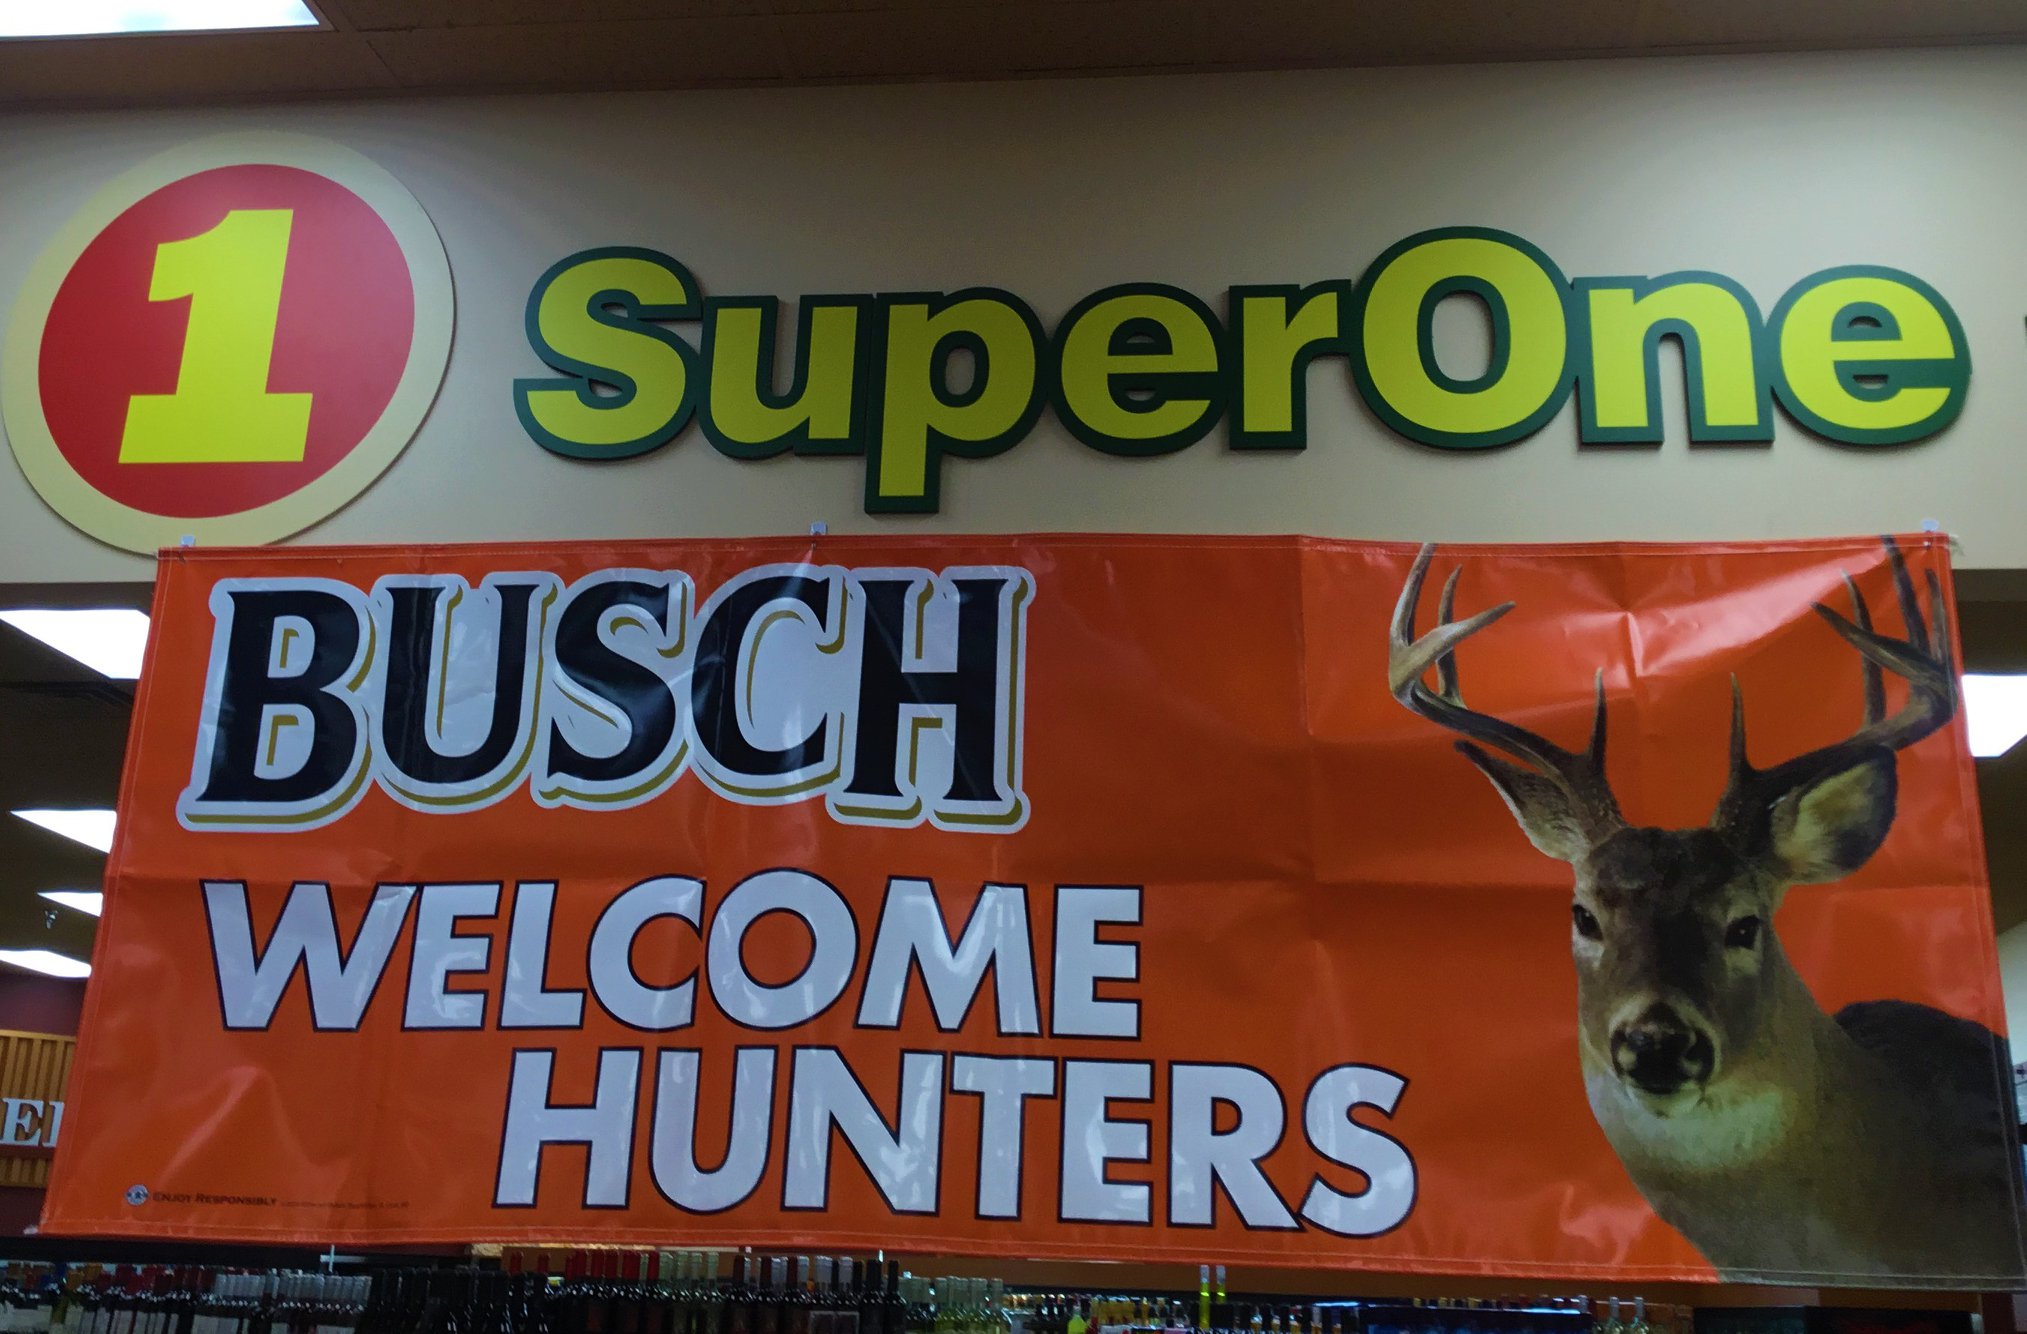 1 SuperOne
BUSCH
WELCOME
HUNTERS
ENJOY RESPONSIBLY